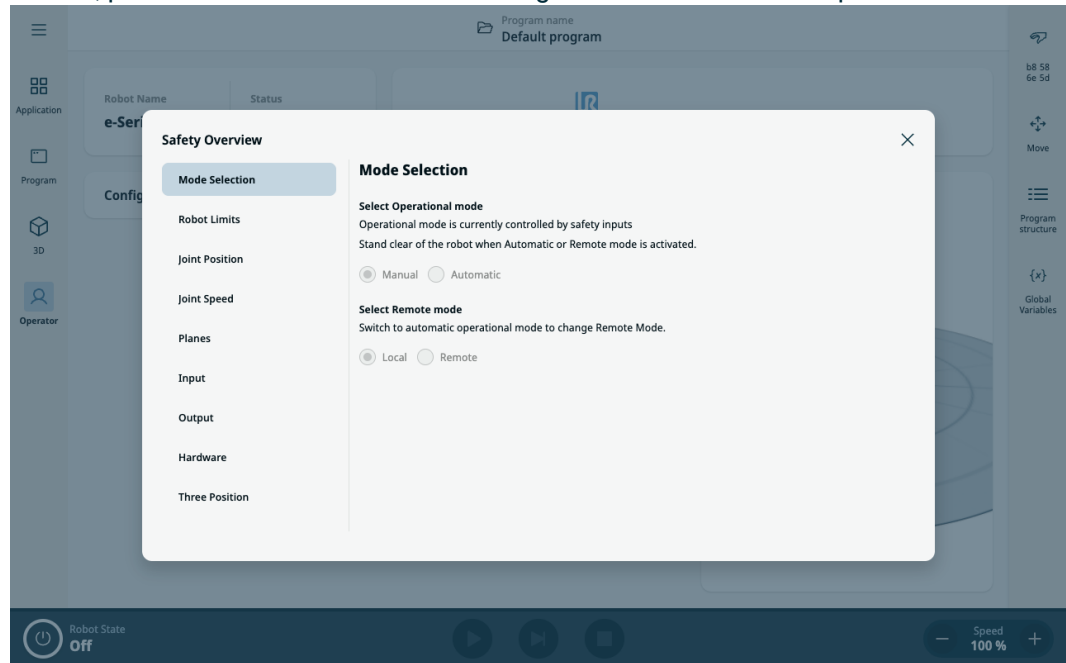 Program name
Default program
b8 58
6e 5d
Application
Robot Name
Status
e-Seri
Move
Safety Overview
Mode Selection
Robot Limits
Joint Position
Joint Speed
Planes
Input
Output
Hardware
Three Position
Mode Selection
Select Operational mode
Operational mode is currently controlled by safety inputs
Stand clear of the robot when Automatic or Remote mode is activated.
Manual
Automatic
Select Remote mode
Switch to automatic operational mode to change Remote Mode.
Local
Remote
Program
Config
3D
Operator
Program
structure
{x}
Global
Variables
Robot State
Off
Speed
100 %